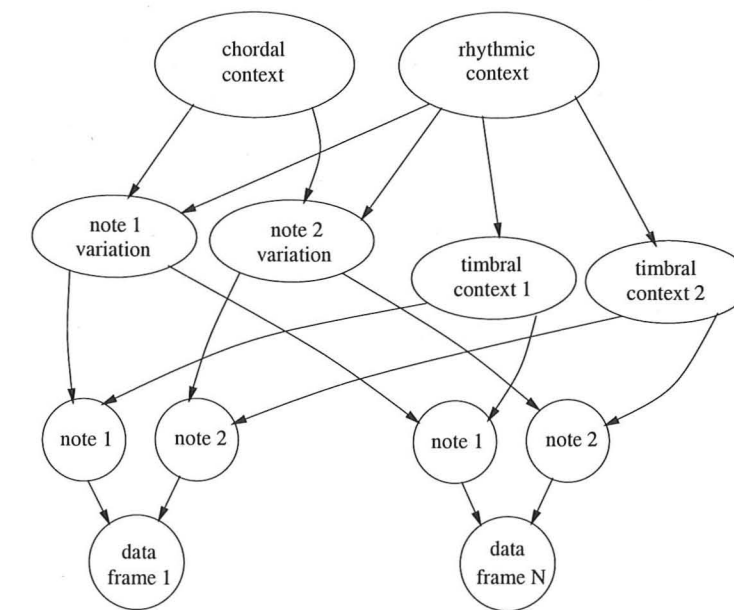 chordal
context
rhythmic
context
note 1
variation
note 2
variation
timbral
context 1
timbral
context 2
note 1
note 2
note 1
note 2
data
frame 1
data
frame N